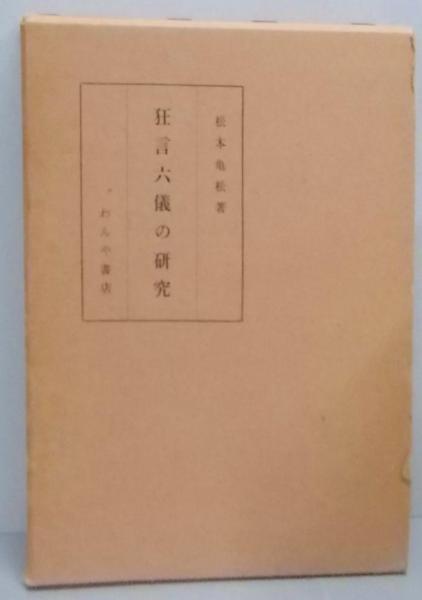 松本亀松著
狂言六儀の研究
わんや書店